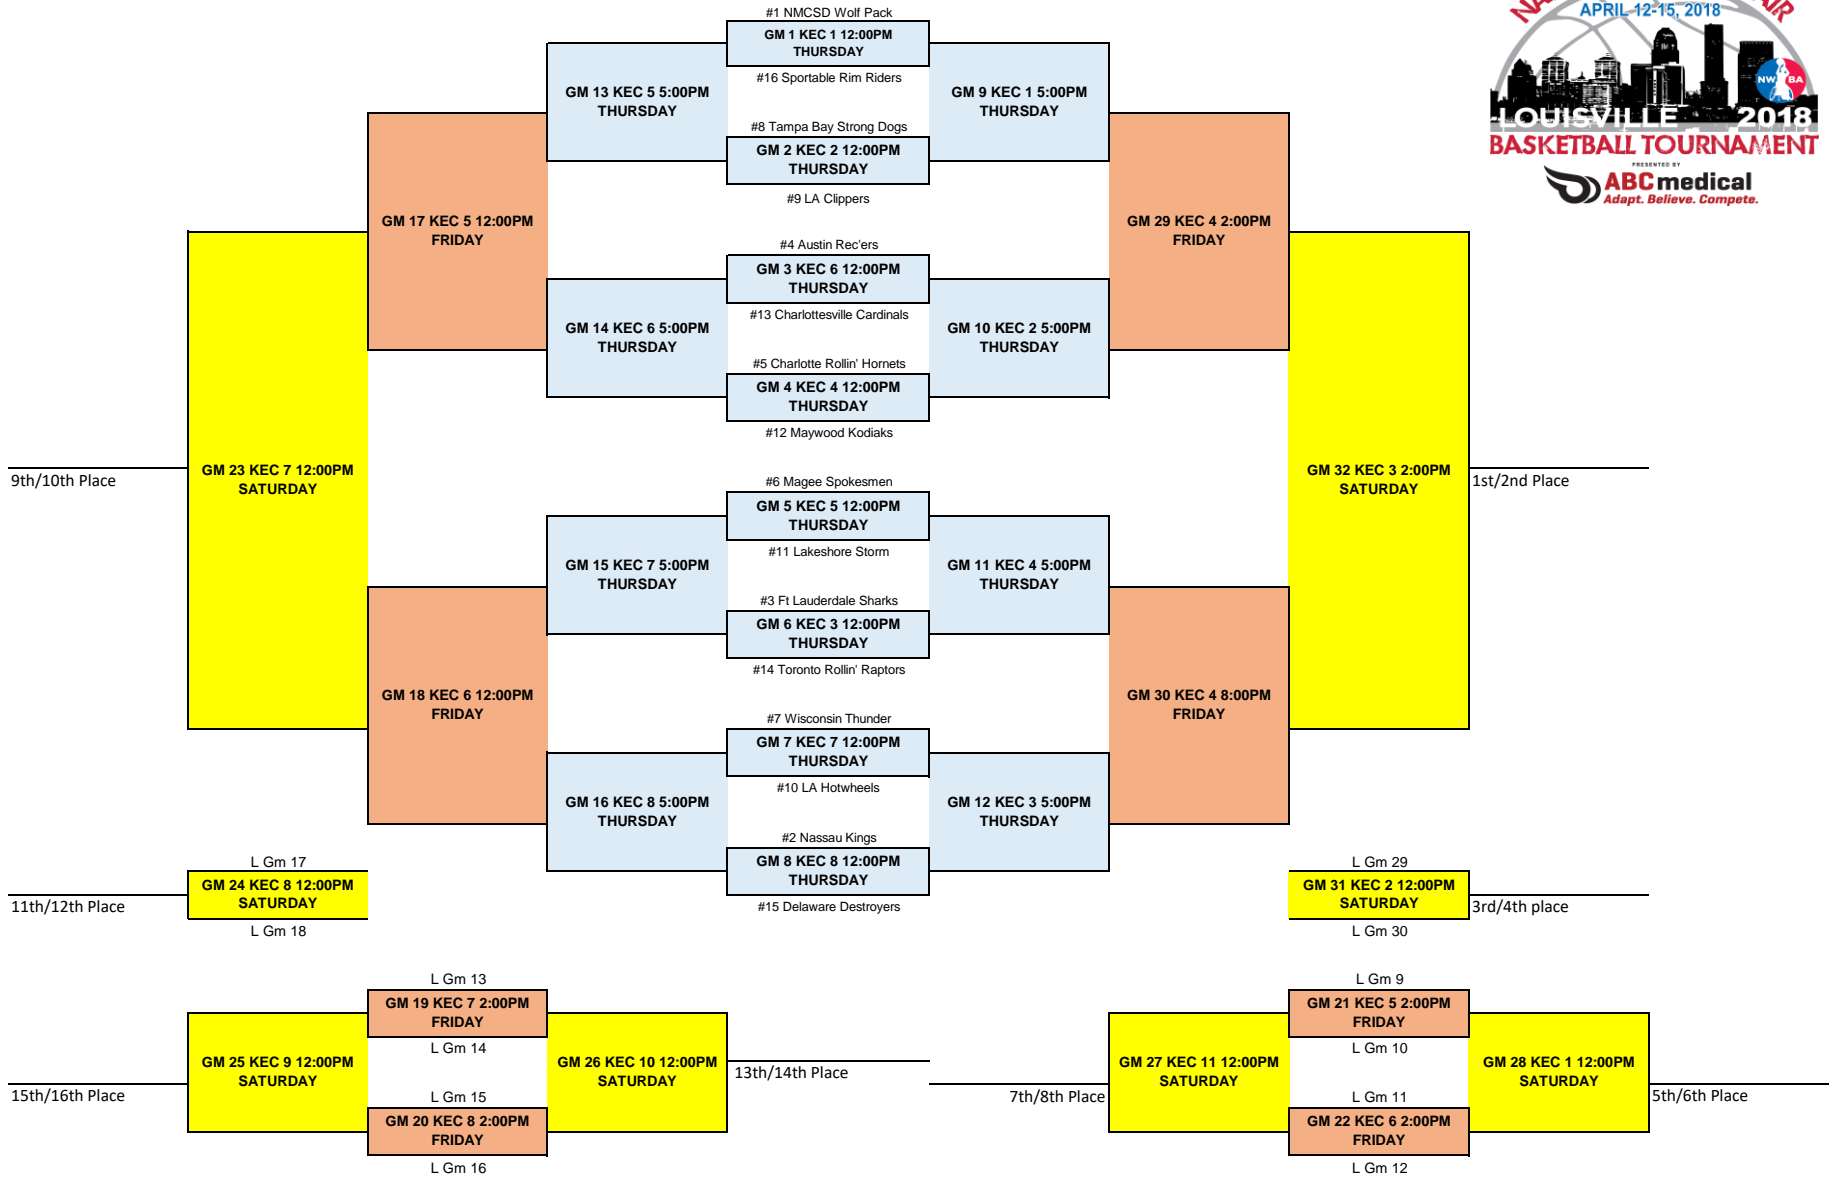 APRIL 12-15, 2018
NW BA
LOUISVILLE 2018
BASKETBALL TOURNAMENT
PRESENTED BY
ABC medical
Adapt. Believe. Compete.
#1 NMCSD Wolf Pack
GM 1 KEC 1 12:00PM
THURSDAY
#16 Sportable Rim Riders
GM 13 KEC 5 5:00PM
THURSDAY
GM 9 KEC 1 5:00PM
THURSDAY
#8 Tampa Bay Strong Dogs
GM 2 KEC 2 12:00PM
THURSDAY
#9 LA Clippers
GM 17 KEC 5 12:00PM
FRIDAY
GM 29 KEC 4 2:00PM
FRIDAY
#4 Austin Rec'ers
GM 3 KEC 6 12:00PM
THURSDAY
#13 Charlottesville Cardinals
GM 14 KEC 6 5:00PM
THURSDAY
GM 10 KEC 2 5:00PM
THURSDAY
#5 Charlotte Rollin' Hornets
GM 4 KEC 4 12:00PM
THURSDAY
#12 Maywood Kodiaks
GM 23 KEC 7 12:00PM
SATURDAY
9th/10th Place
GM 32 KEC 3 2:00PM
SATURDAY
1st/2nd Place
#6 Magee Spokesmen
GM 5 KEC 5 12:00PM
THURSDAY
#11 Lakeshore Storm
GM 15 KEC 7 5:00PM
THURSDAY
GM 11 KEC 4 5:00PM
THURSDAY
#3 Ft Lauderdale Sharks
GM 6 KEC 3 12:00PM
THURSDAY
#14 Toronto Rollin' Raptors
GM 18 KEC 6 12:00PM
FRIDAY
GM 30 KEC 4 8:00PM
FRIDAY
#7 Wisconsin Thunder
GM 7 KEC 7 12:00PM
THURSDAY
#10 LA Hotwheels
GM 16 KEC 8 5:00PM
THURSDAY
GM 12 KEC 3 5:00PM
THURSDAY
#2 Nassau Kings
GM 8 KEC 8 12:00PM
THURSDAY
#15 Delaware Destroyers
L Gm 17
GM 24 KEC 8 12:00PM
SATURDAY
11th/12th Place
L Gm 18
L Gm 29
GM 31 KEC 2 12:00PM
SATURDAY
3rd/4th place
L Gm 30
L Gm 13
GM 19 KEC 7 2:00PM
FRIDAY
L Gm 14
GM 25 KEC 9 12:00PM
SATURDAY
GM 26 KEC 10 12:00PM
SATURDAY
13th/14th Place
15th/16th Place
L Gm 15
GM 20 KEC 8 2:00PM
FRIDAY
L Gm 16
L Gm 9
GM 21 KEC 5 2:00PM
FRIDAY
L Gm 10
GM 27 KEC 11 12:00PM
SATURDAY
GM 28 KEC 1 12:00PM
SATURDAY
7th/8th Place
5th/6th Place
L Gm 11
GM 22 KEC 6 2:00PM
FRIDAY
L Gm 12